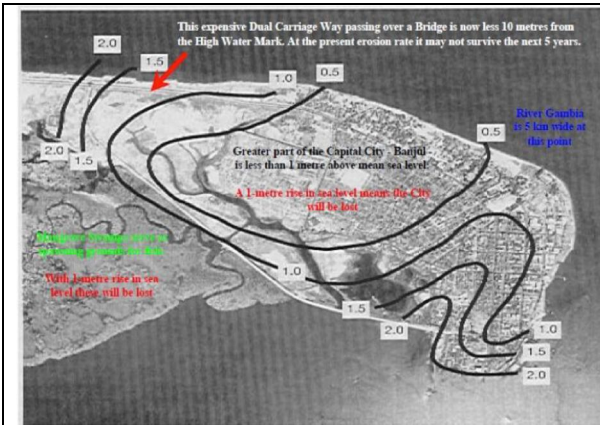 This expensive Dual Carriage Way passing over a Bridge is now less 10 metres from
the High Water Mark. At the present erosion rate it may not survive the next 5 years.
2.0
1.5
1.0
0.5
River Gambia
is 5 km wide at
this point
0.5
2.0
1.5
Greater part of the Capital City - Banjul -
is less than 1 metre above mean sea level.
A 1-metre rise in sea level means the City
will be lost
With 1-metre rise in sea
level these will be lost
1.0
1.5
2.0
1.0
1.5
2.0